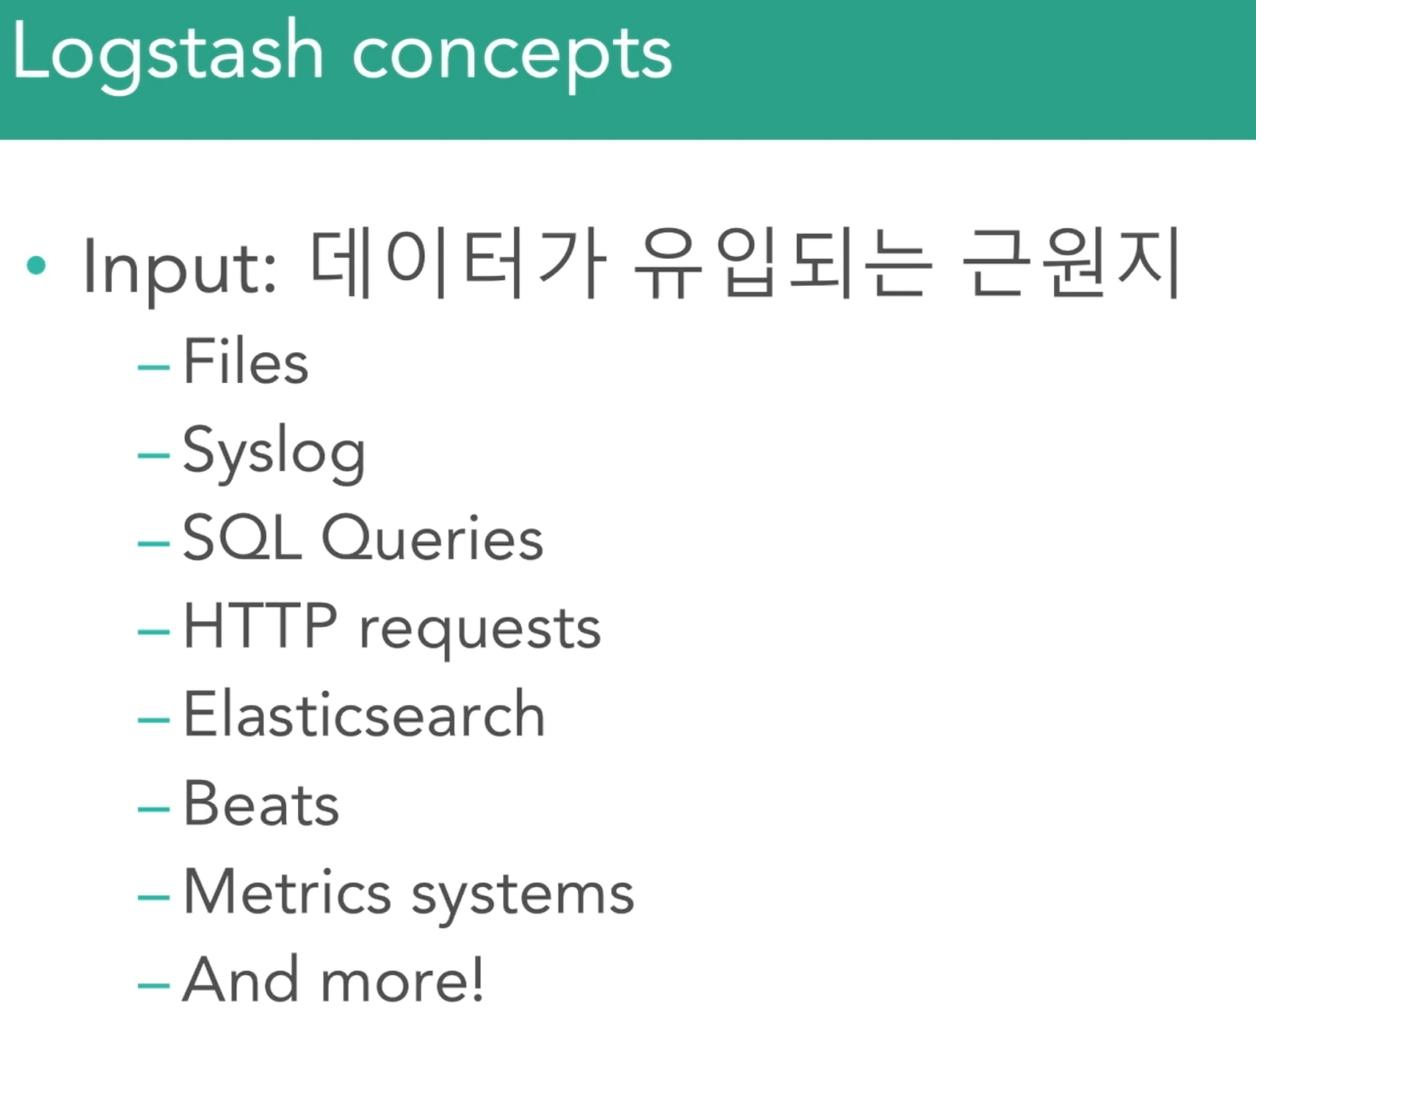 Logstash concepts
• Input: 데이터가 유입되는 근원지
– Files
– Syslog
– SQL Queries
– HTTP requests
– Elasticsearch
– Beats
– Metrics systems
– And more!